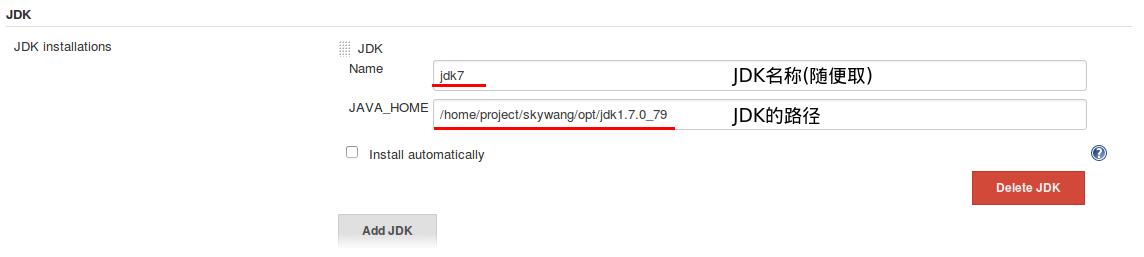 JDK
JDK installations
JDK
Name
jdk7 JDK名称(随便取)
JAVA_HOME
/home/project/skywang/opt/jdk1.7.0_79 JDK的路径
Install automatically
?
Delete JDK
Add JDK